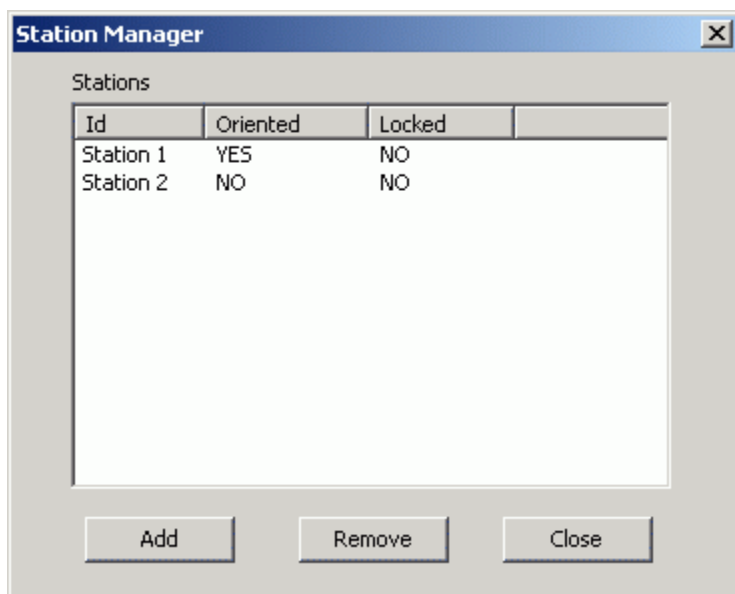 Station Manager
Stations
Id Oriented Locked
Station 1 YES NO
Station 2 NO NO
Add Remove Close